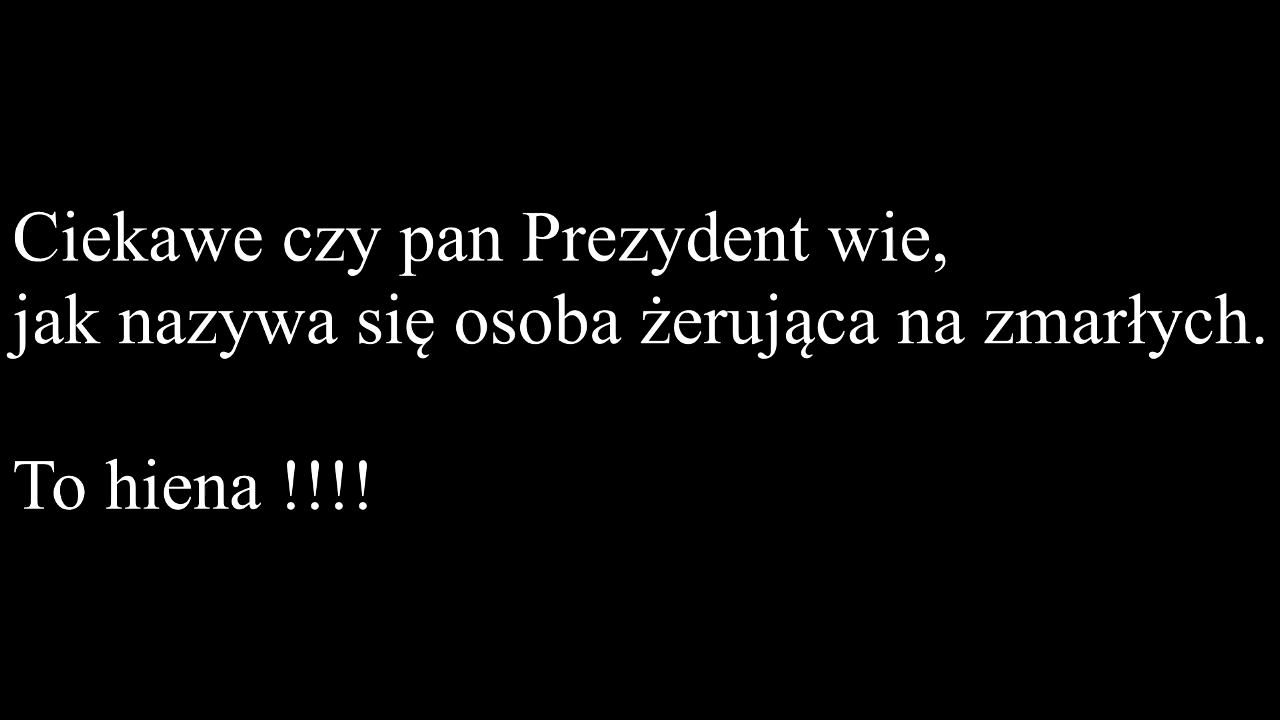 Ciekawe czy pan Prezydent wie,
jak nazywa się osoba żerująca na zmarłych.
To hiena !!!!